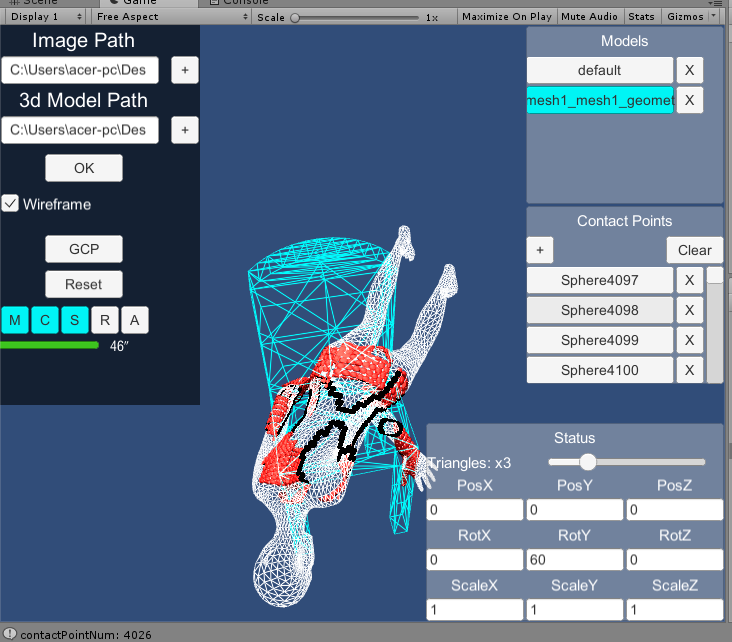 Scene
Game
Console
Display 1
Free Aspect
Scale
1x
Maximize On Play
Mute Audio
Stats
Gizmos
Image Path
C:\Users\acer-pc\Des
+
3d Model Path
C:\Users\acer-pc\Des
+
OK
Wireframe
GCP
Reset
M C S R A
46″
Models
default X
mesh1_mesh1_geomet X
Contact Points
+ Clear
Sphere4097 X
Sphere4098 X
Sphere4099 X
Sphere4100 X
Status
Triangles: x3
PosX PosY PosZ
0 0 0
RotX RotY RotZ
0 60 0
ScaleX ScaleY ScaleZ
1 1 1
contactPointNum: 4026